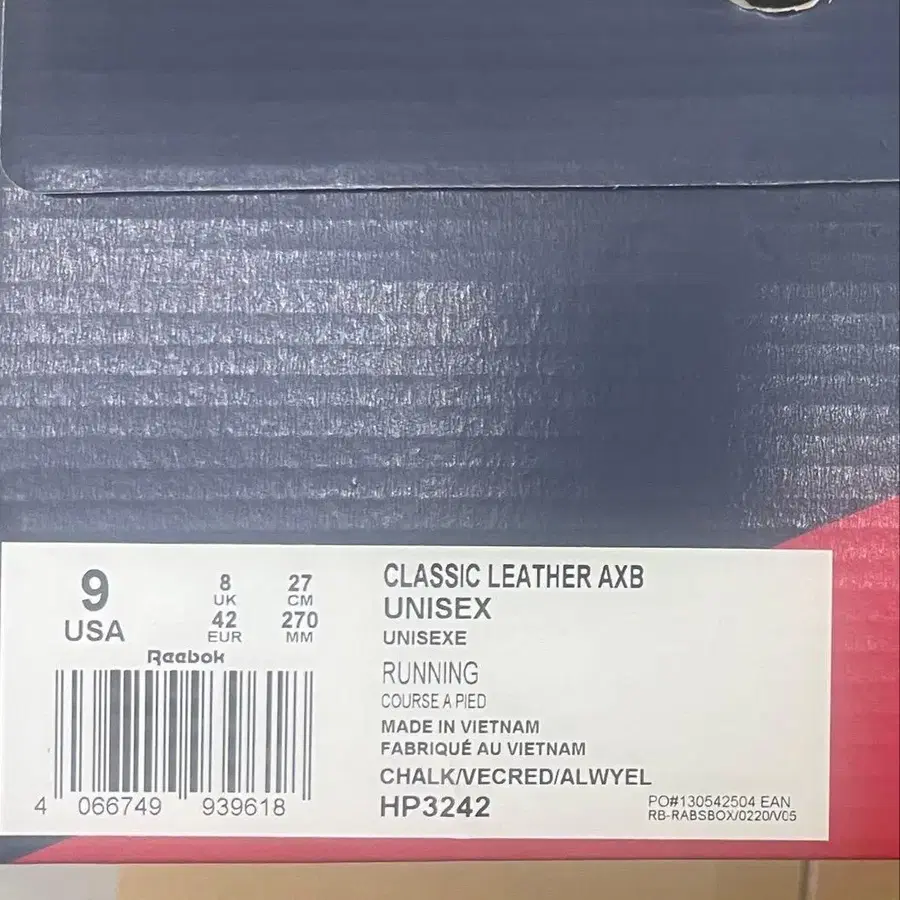 9
USA
8
UK
42
EUR
27
CM
270
MM
Reebok
4 066749 939618
CLASSIC LEATHER AXB
UNISEX
UNISEXE
RUNNING
COURSE A PIED
MADE IN VIETNAM
FABRIQUÉ AU VIETNAM
CHALK/VECRED/ALWYEL
HP3242
PO#130542504 EAN
RB-RABSBOX/0220/V05